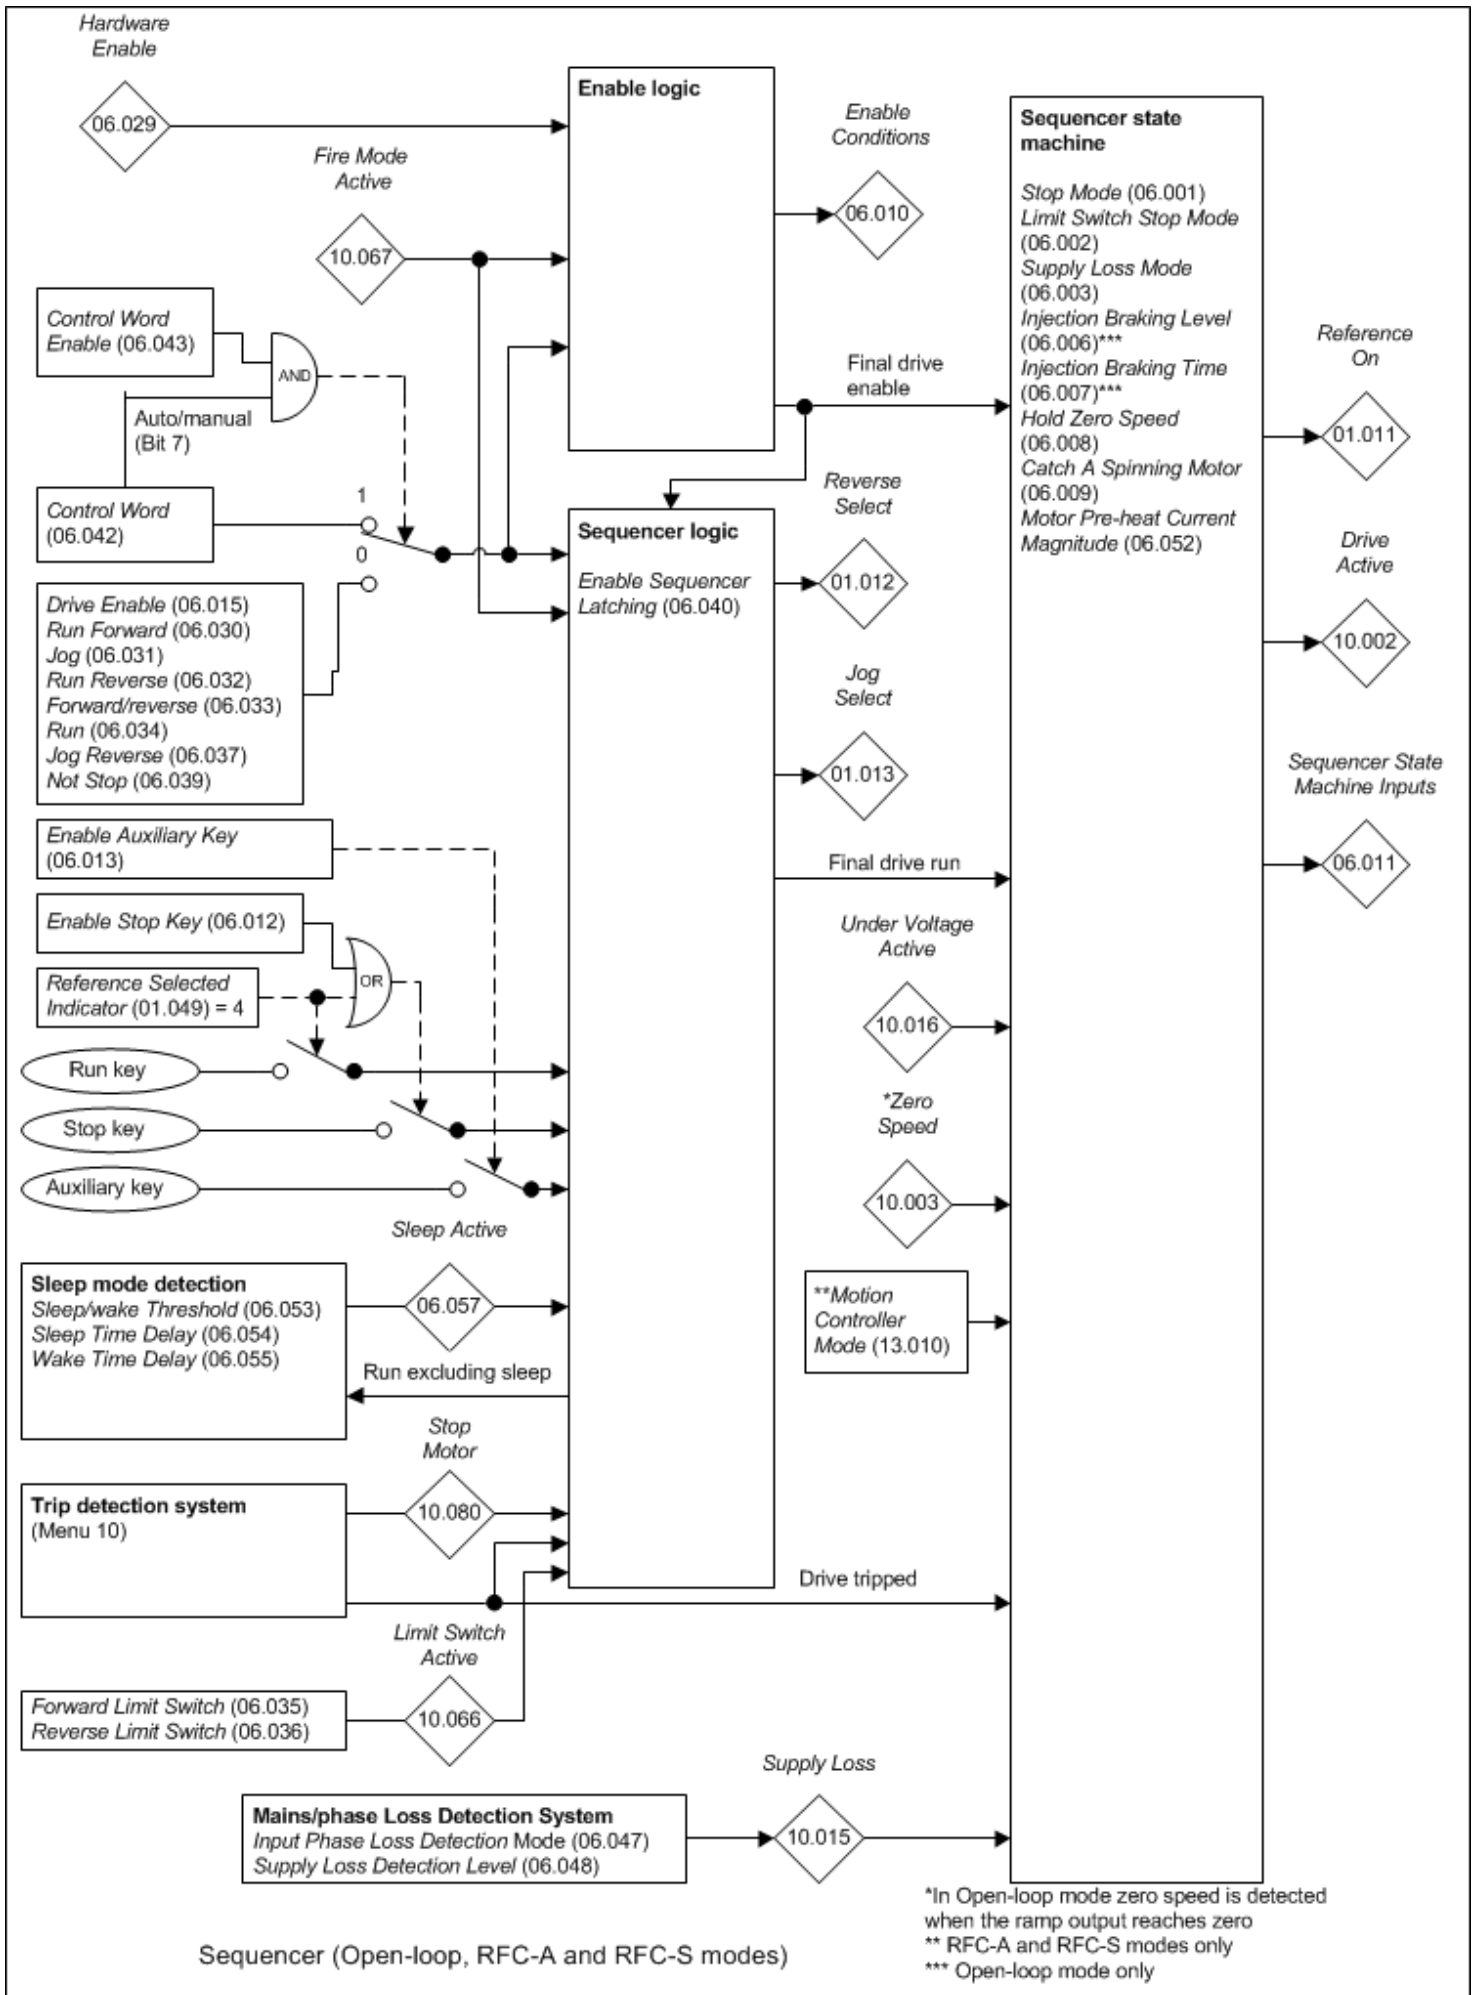 Hardware
Enable
06.029
Fire Mode
Active
10.067
Control Word
Enable (06.043)
AND
Auto/manual
(Bit 7)
Control Word
(06.042)
1
0
Drive Enable (06.015)
Run Forward (06.030)
Jog (06.031)
Run Reverse (06.032)
Forward/reverse (06.033)
Run (06.034)
Jog Reverse (06.037)
Not Stop (06.039)
Enable Auxiliary Key
(06.013)
Enable Stop Key (06.012)
OR
Reference Selected
Indicator (01.049) = 4
Run key
Stop key
Auxiliary key
Sleep Active
Sleep mode detection
Sleep/wake Threshold (06.053)
Sleep Time Delay (06.054)
Wake Time Delay (06.055)
06.057
Run excluding sleep
Stop
Motor
Trip detection system
(Menu 10)
10.080
Drive tripped
Limit Switch
Active
Forward Limit Switch (06.035)
Reverse Limit Switch (06.036)
10.066
Supply Loss
Mains/phase Loss Detection System
Input Phase Loss Detection Mode (06.047)
Supply Loss Detection Level (06.048)
10.015
Enable logic
Enable
Conditions
06.010
Final drive
enable
Sequencer logic
Enable Sequencer
Latching (06.040)
Reverse
Select
01.012
Jog
Select
01.013
Final drive run
Under Voltage
Active
10.016
*Zero
Speed
10.003
**Motion
Controller
Mode (13.010)
Sequencer state
machine
Stop Mode (06.001)
Limit Switch Stop Mode
(06.002)
Supply Loss Mode
(06.003)
Injection Braking Level
(06.006)***
Injection Braking Time
(06.007)***
Hold Zero Speed
(06.008)
Catch A Spinning Motor
(06.009)
Motor Pre-heat Current
Magnitude (06.052)
Reference
On
01.011
Drive
Active
10.002
Sequencer State
Machine Inputs
06.011
*In Open-loop mode zero speed is detected
when the ramp output reaches zero
** RFC-A and RFC-S modes only
*** Open-loop mode only
Sequencer (Open-loop, RFC-A and RFC-S modes)